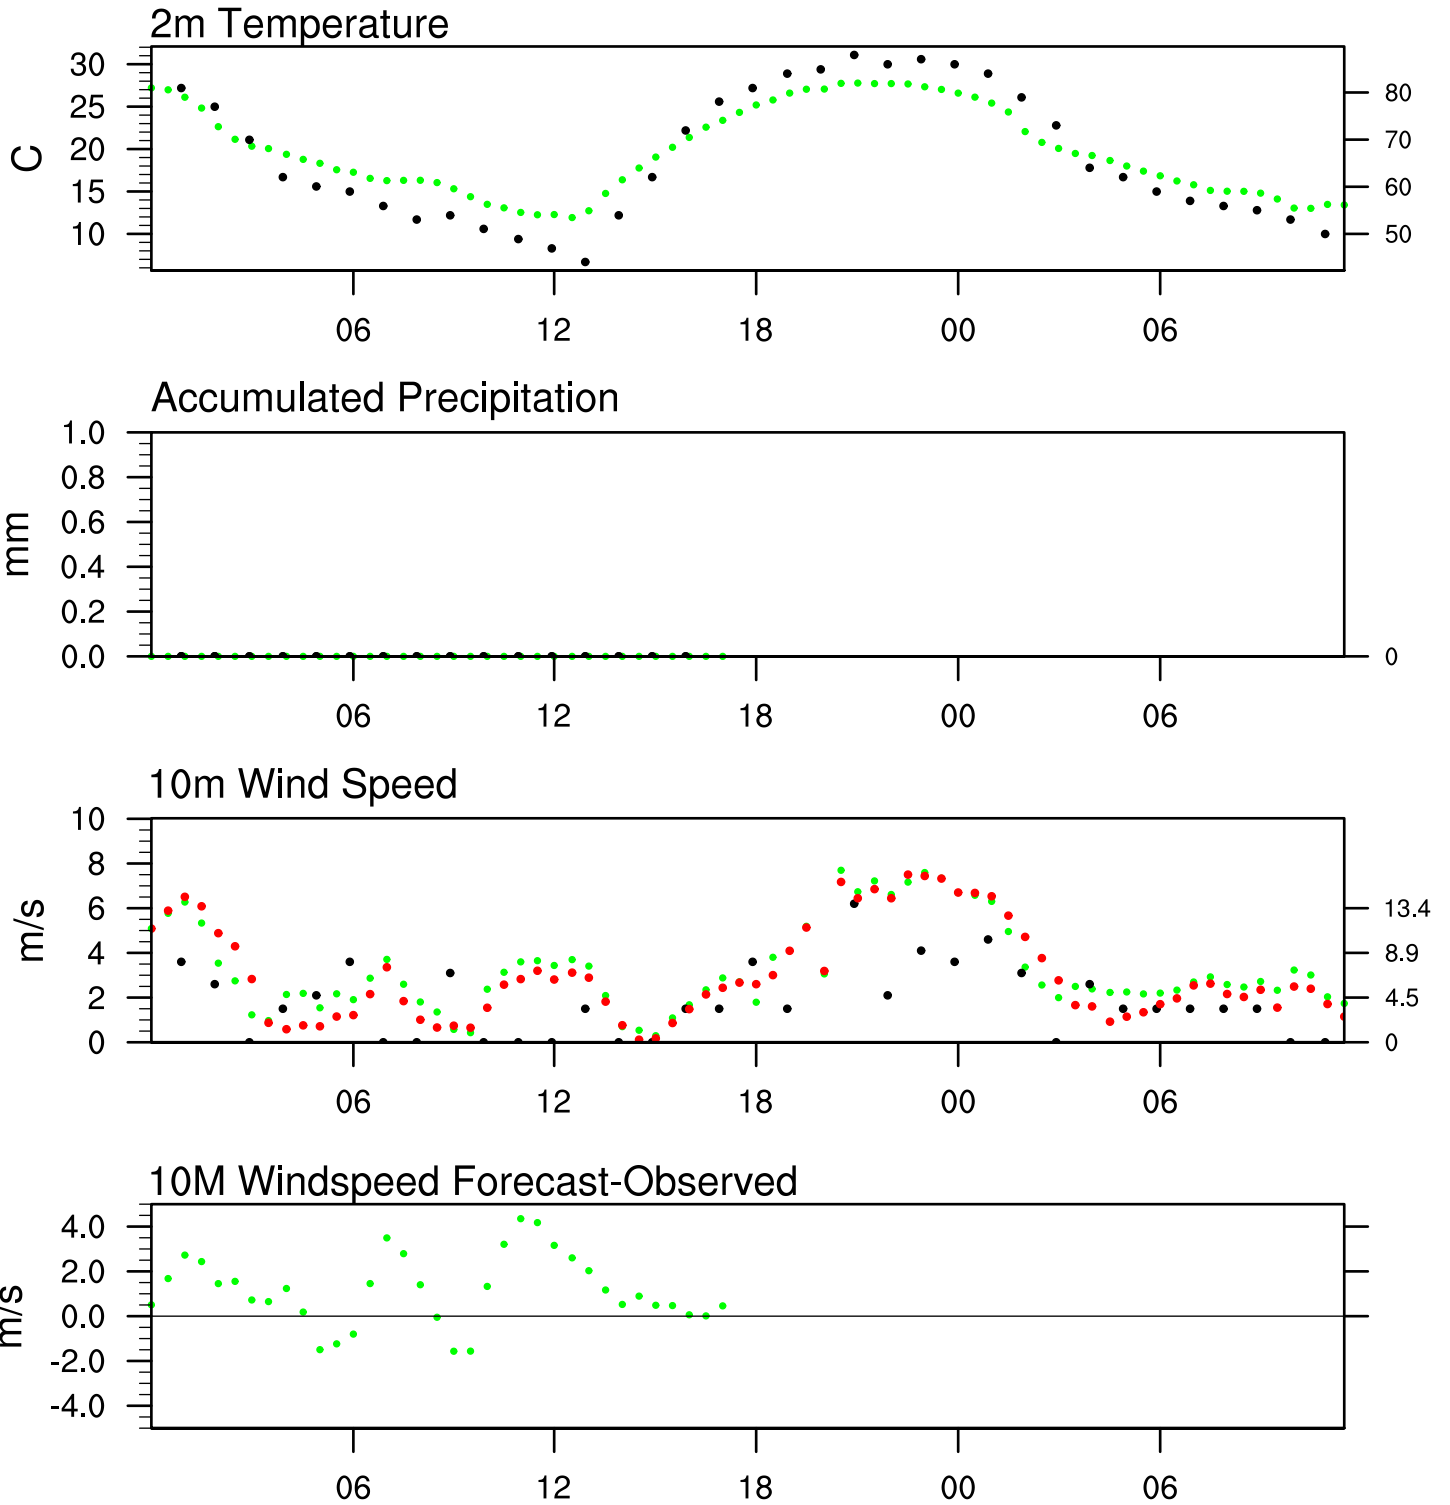 2m Temperature
30
25
20
15
10
C
80
70
60
50
06 12 18 00 06
Accumulated Precipitation
1.0
0.8
0.6
0.4
0.2
0.0
mm
0
06 12 18 00 06
10m Wind Speed
10
8
6
4
2
0
m/s
13.4
8.9
4.5
0
06 12 18 00 06
10M Windspeed Forecast-Observed
4.0
2.0
0.0
-2.0
-4.0
m/s
06 12 18 00 06